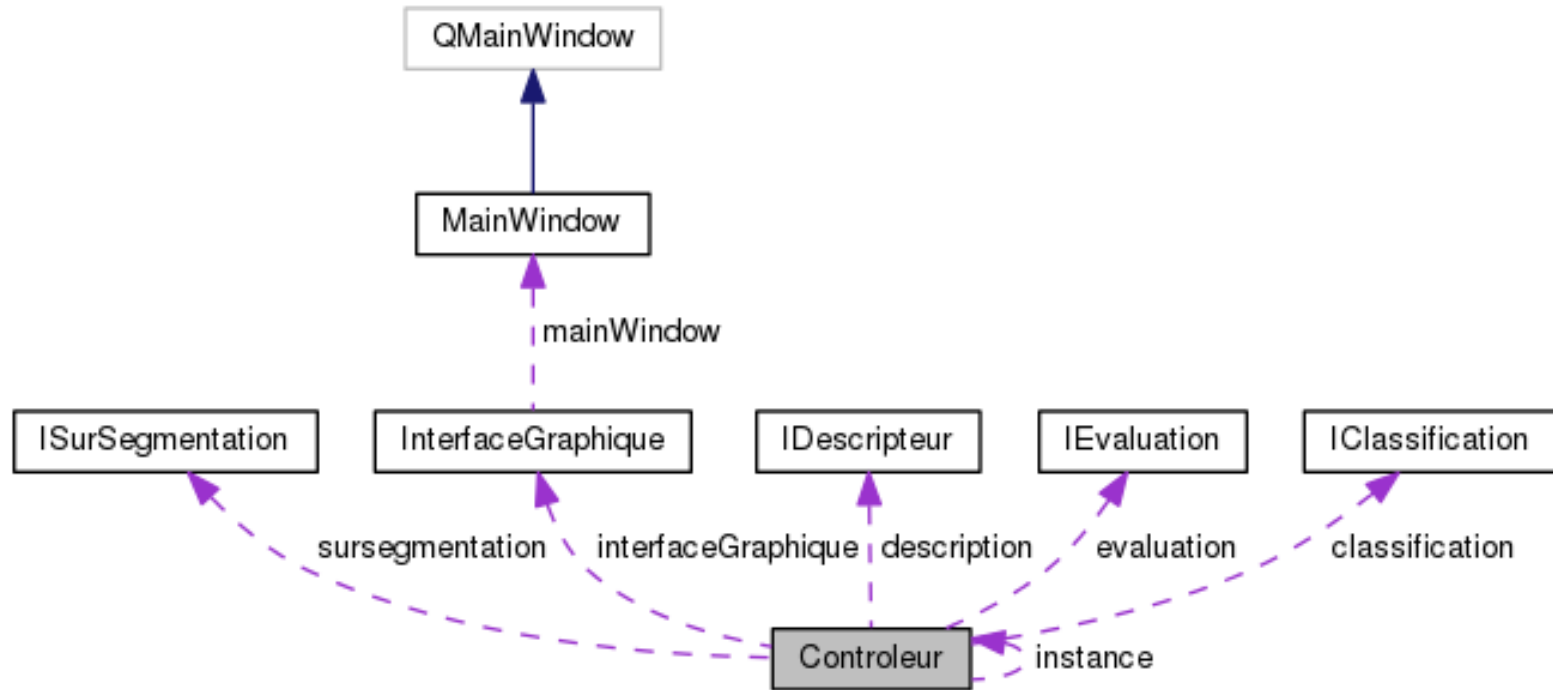 QMainWindow
MainWindow
mainWindow
ISurSegmentation
InterfaceGraphique
IDescripteur
IEvaluation
IClassification
sursegmentation
interfaceGraphique
description
evaluation
classification
Controleur
instance